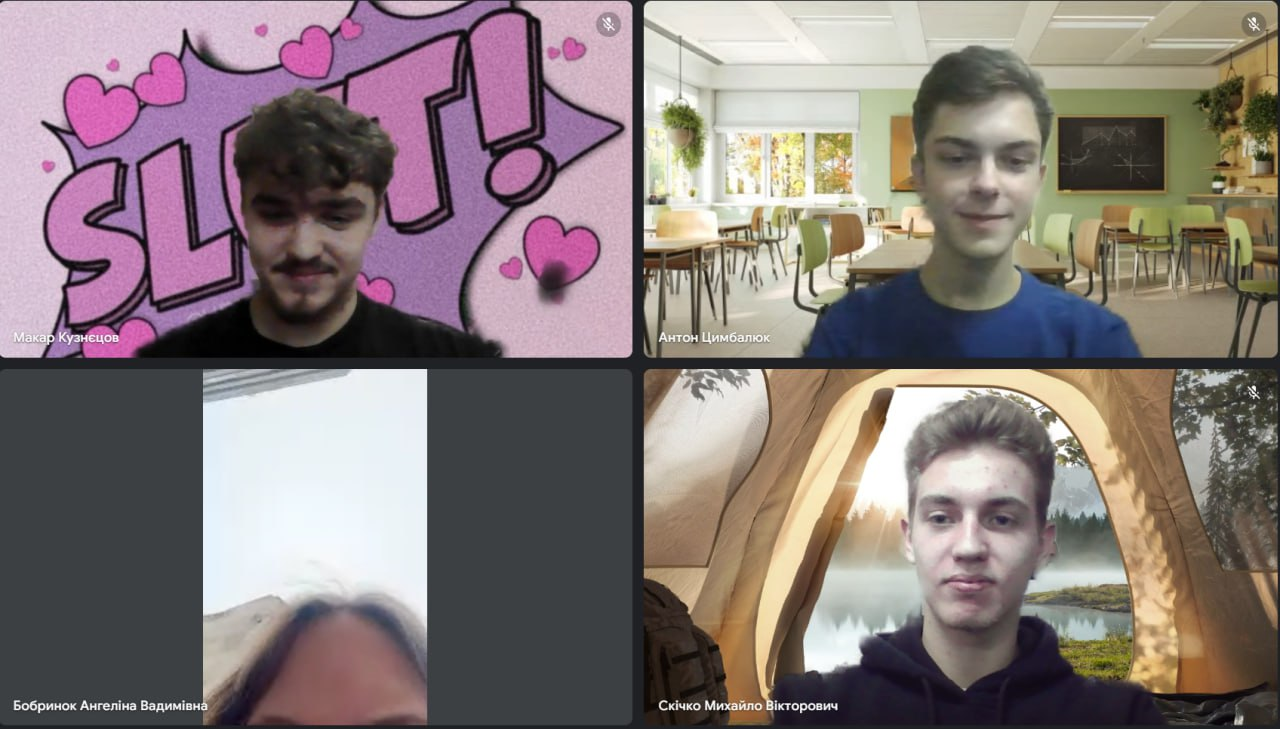 Макар Кузнєцов
Антон Цимбалюк
Бобринок Ангеліна Вадимівна
Скічко Михайло Вікторович